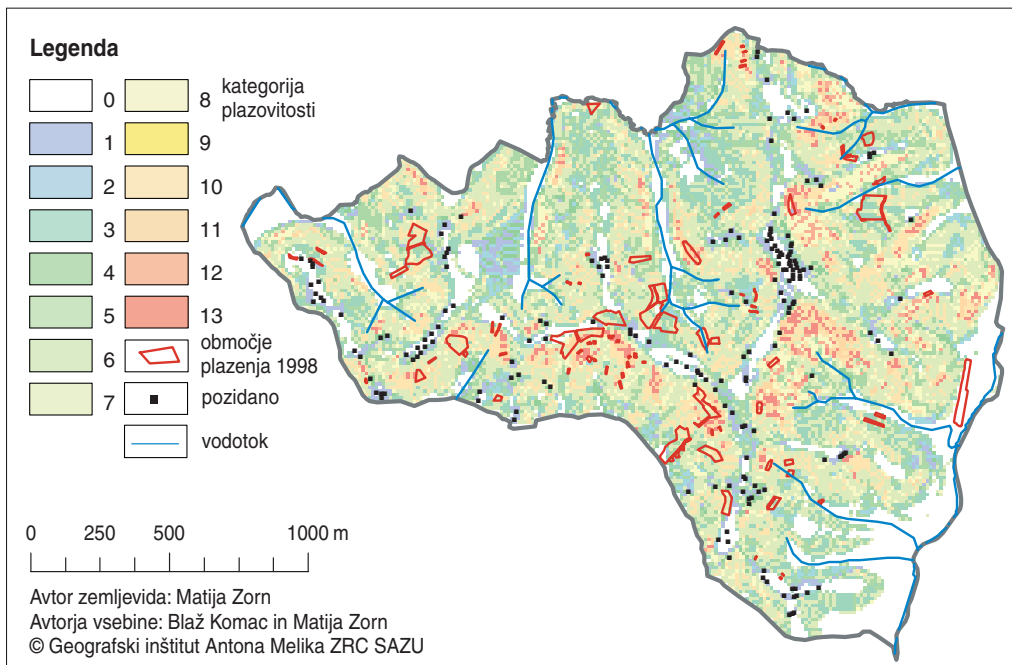 Legenda
0
8 kategorija
plazovitosti
1
9
2
10
3
11
4
12
5
13
6
območje
plazenja 1998
7
pozidano
vodotok
0 250 500 1000 m
Avtor zemljevida: Matija Zorn
Avtorja vsebine: Blaž Komac in Matija Zorn
© Geografski inštitut Antona Melika ZRC SAZU